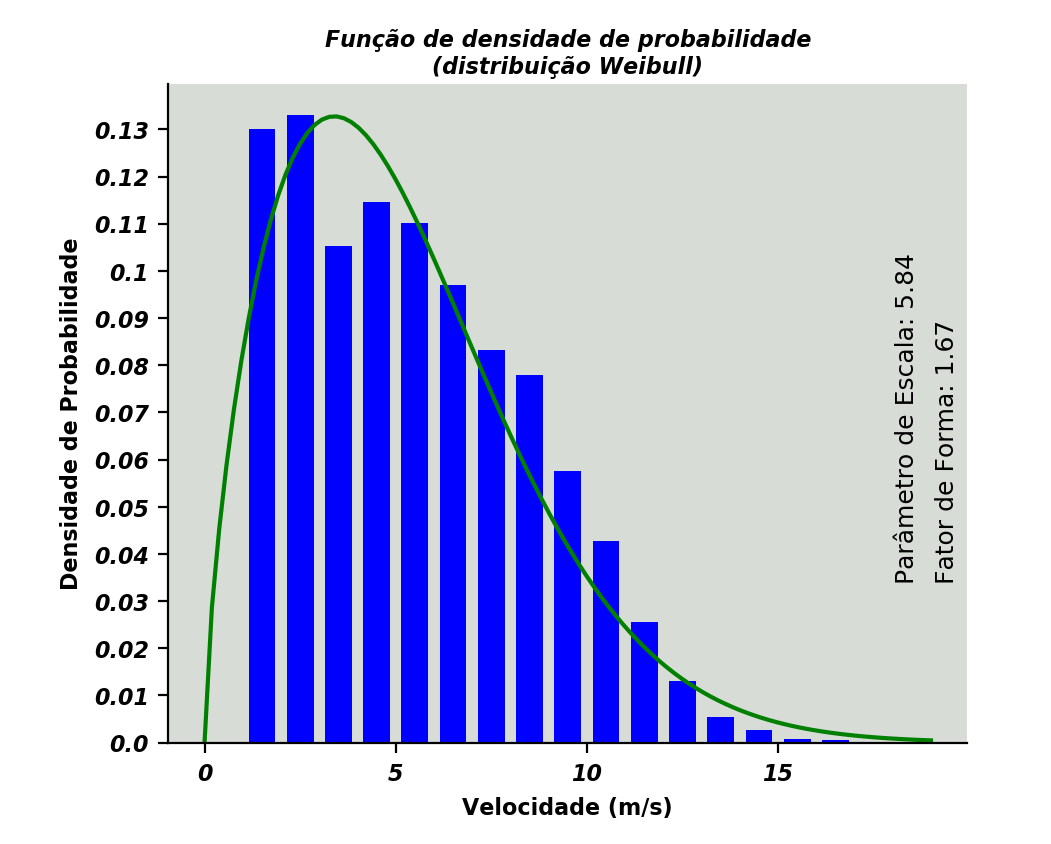 Função de densidade de probabilidade
(distribuição Weibull)
Densidade de Probabilidade
0.13
0.12
0.11
0.1
0.09
0.08
0.07
0.06
0.05
0.04
0.03
0.02
0.01
0.0
0 5 10 15
Velocidade (m/s)
Parâmetro de Escala: 5.84
Fator de Forma: 1.67